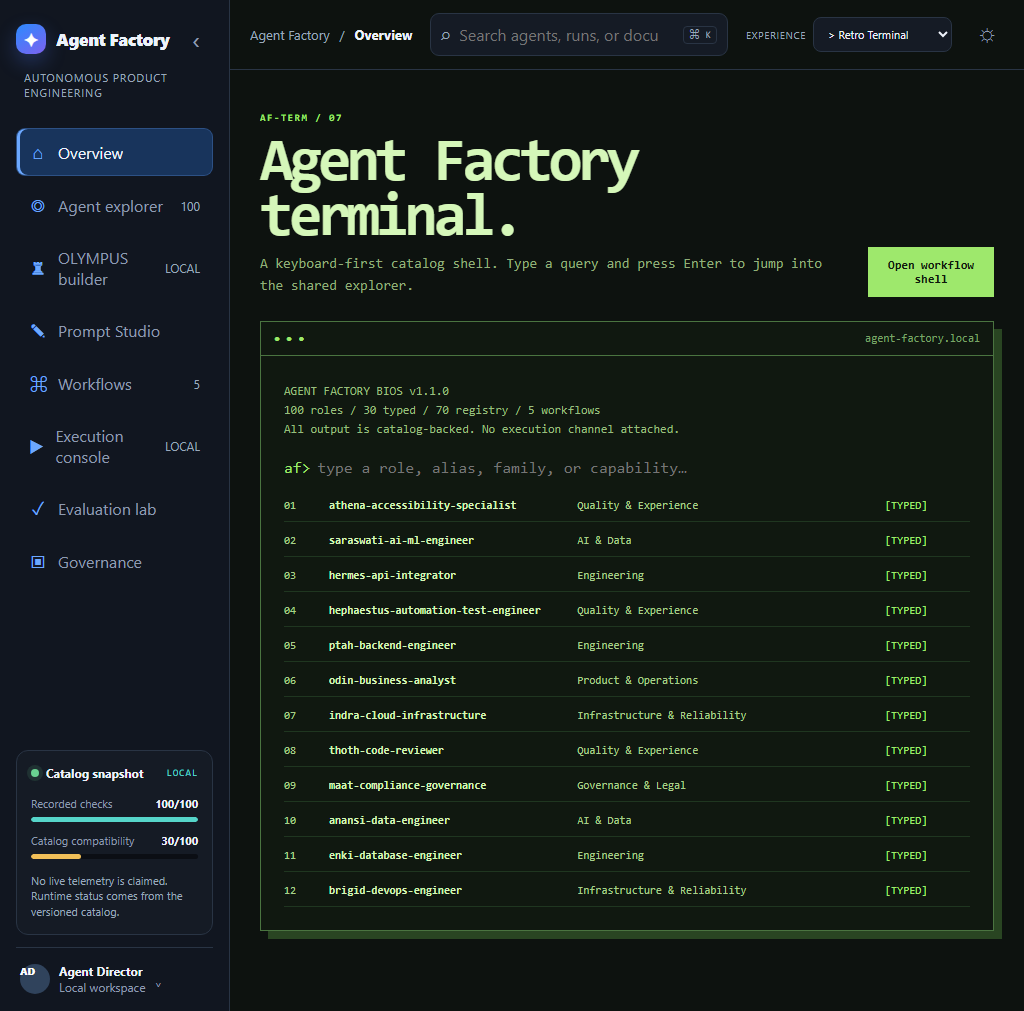 Agent Factory
AUTONOMOUS PRODUCT
ENGINEERING
Overview
Agent explorer 100
OLYMPUS
builder LOCAL
Prompt Studio
Workflows 5
Execution
console LOCAL
Evaluation lab
Governance
Catalog snapshot LOCAL
Recorded checks 100/100
Catalog compatibility 30/100
No live telemetry is claimed.
Runtime status comes from the
versioned catalog.
AD
Agent Director
Local workspace
Agent Factory / Overview
Search agents, runs, or docu
⌘ K
EXPERIENCE
> Retro Terminal
AF-TERM / 07
Agent Factory
terminal.
A keyboard-first catalog shell. Type a query and press Enter to jump into
the shared explorer.
Open workflow
shell
agent-factory.local
AGENT FACTORY BIOS v1.1.0
100 roles / 30 typed / 70 registry / 5 workflows
All output is catalog-backed. No execution channel attached.
af> type a role, alias, family, or capability…
01 athena-accessibility-specialist Quality & Experience [TYPED]
02 saraswati-ai-ml-engineer AI & Data [TYPED]
03 hermes-api-integrator Engineering [TYPED]
04 hephaestus-automation-test-engineer Quality & Experience [TYPED]
05 ptah-backend-engineer Engineering [TYPED]
06 odin-business-analyst Product & Operations [TYPED]
07 indra-cloud-infrastructure Infrastructure & Reliability [TYPED]
08 thoth-code-reviewer Quality & Experience [TYPED]
09 maat-compliance-governance Governance & Legal [TYPED]
10 anansi-data-engineer AI & Data [TYPED]
11 enki-database-engineer Engineering [TYPED]
12 brigid-devops-engineer Infrastructure & Reliability [TYPED]